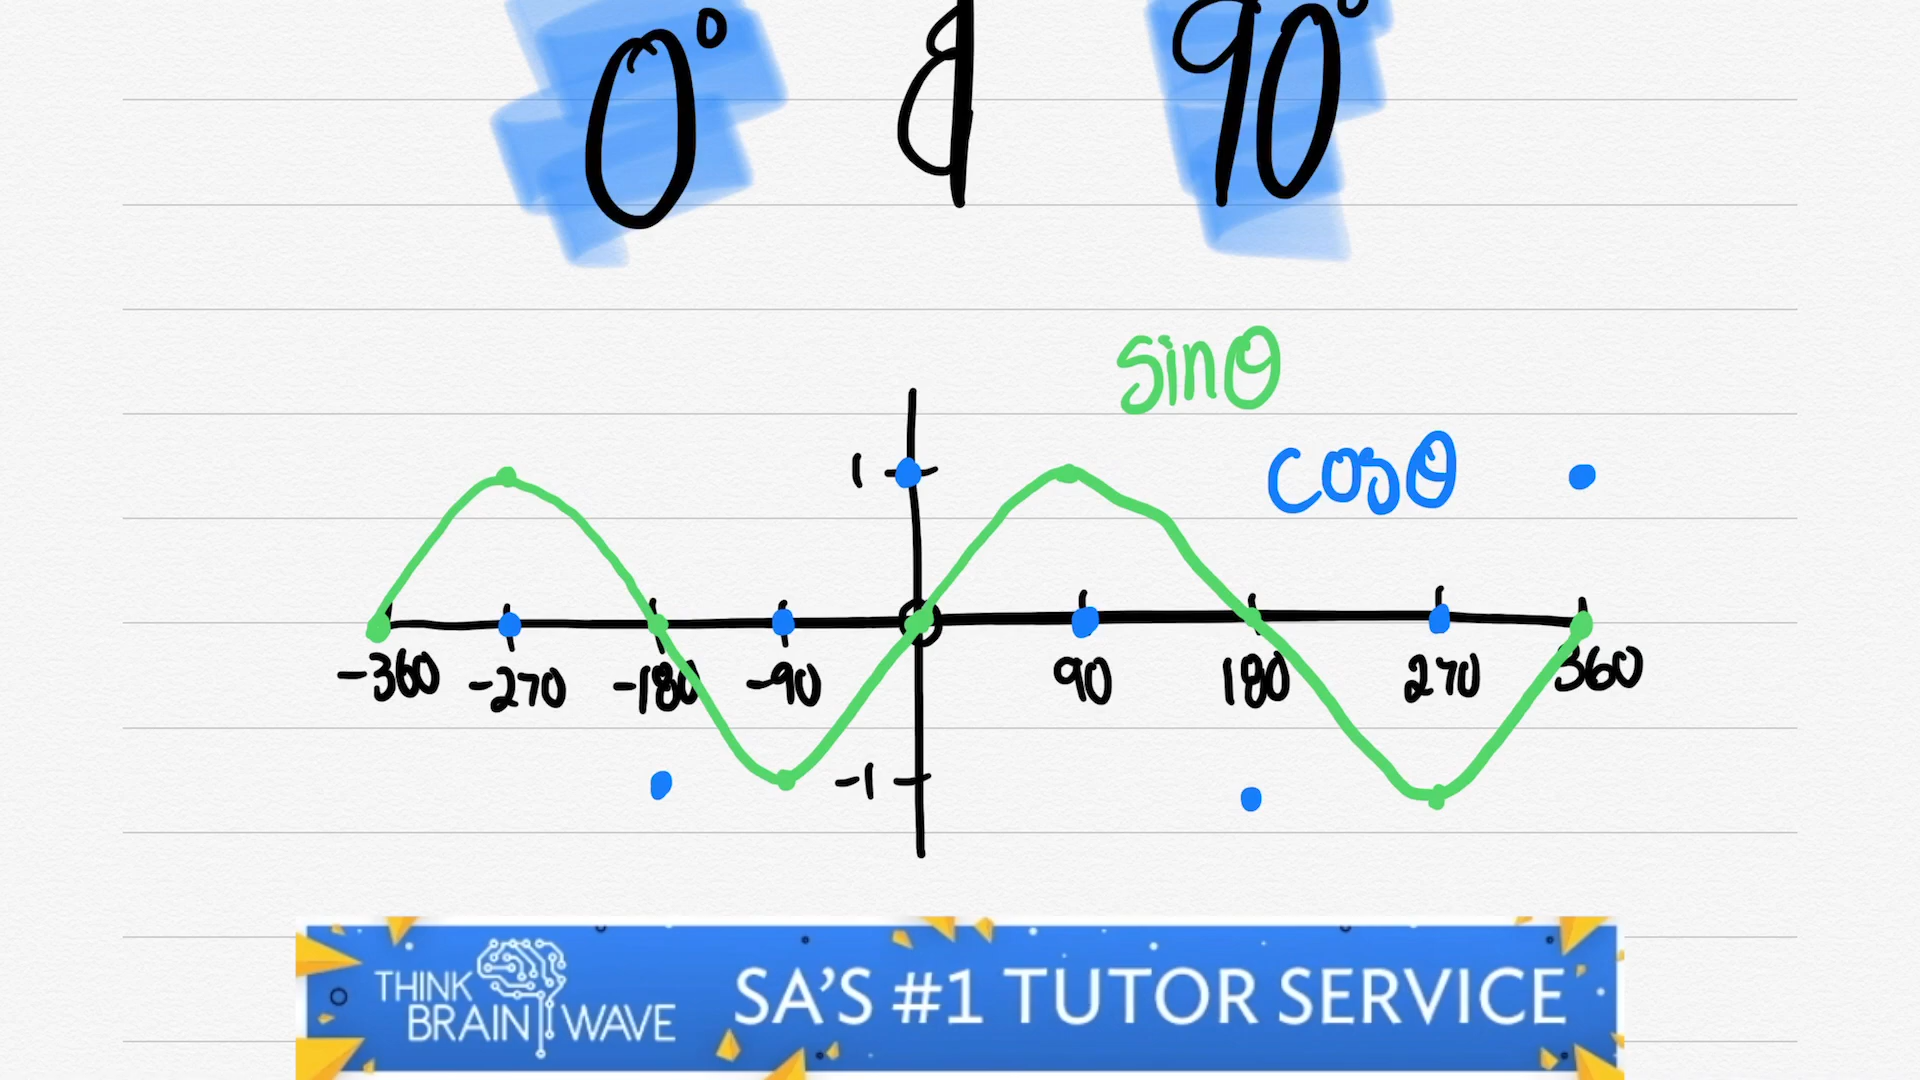 0° & 90°
sinθ
1 cosθ
-360 -270 -180 -90 90 180 270 360
-1
THINK BRAIN WAVE
SA'S #1 TUTOR SERVICE